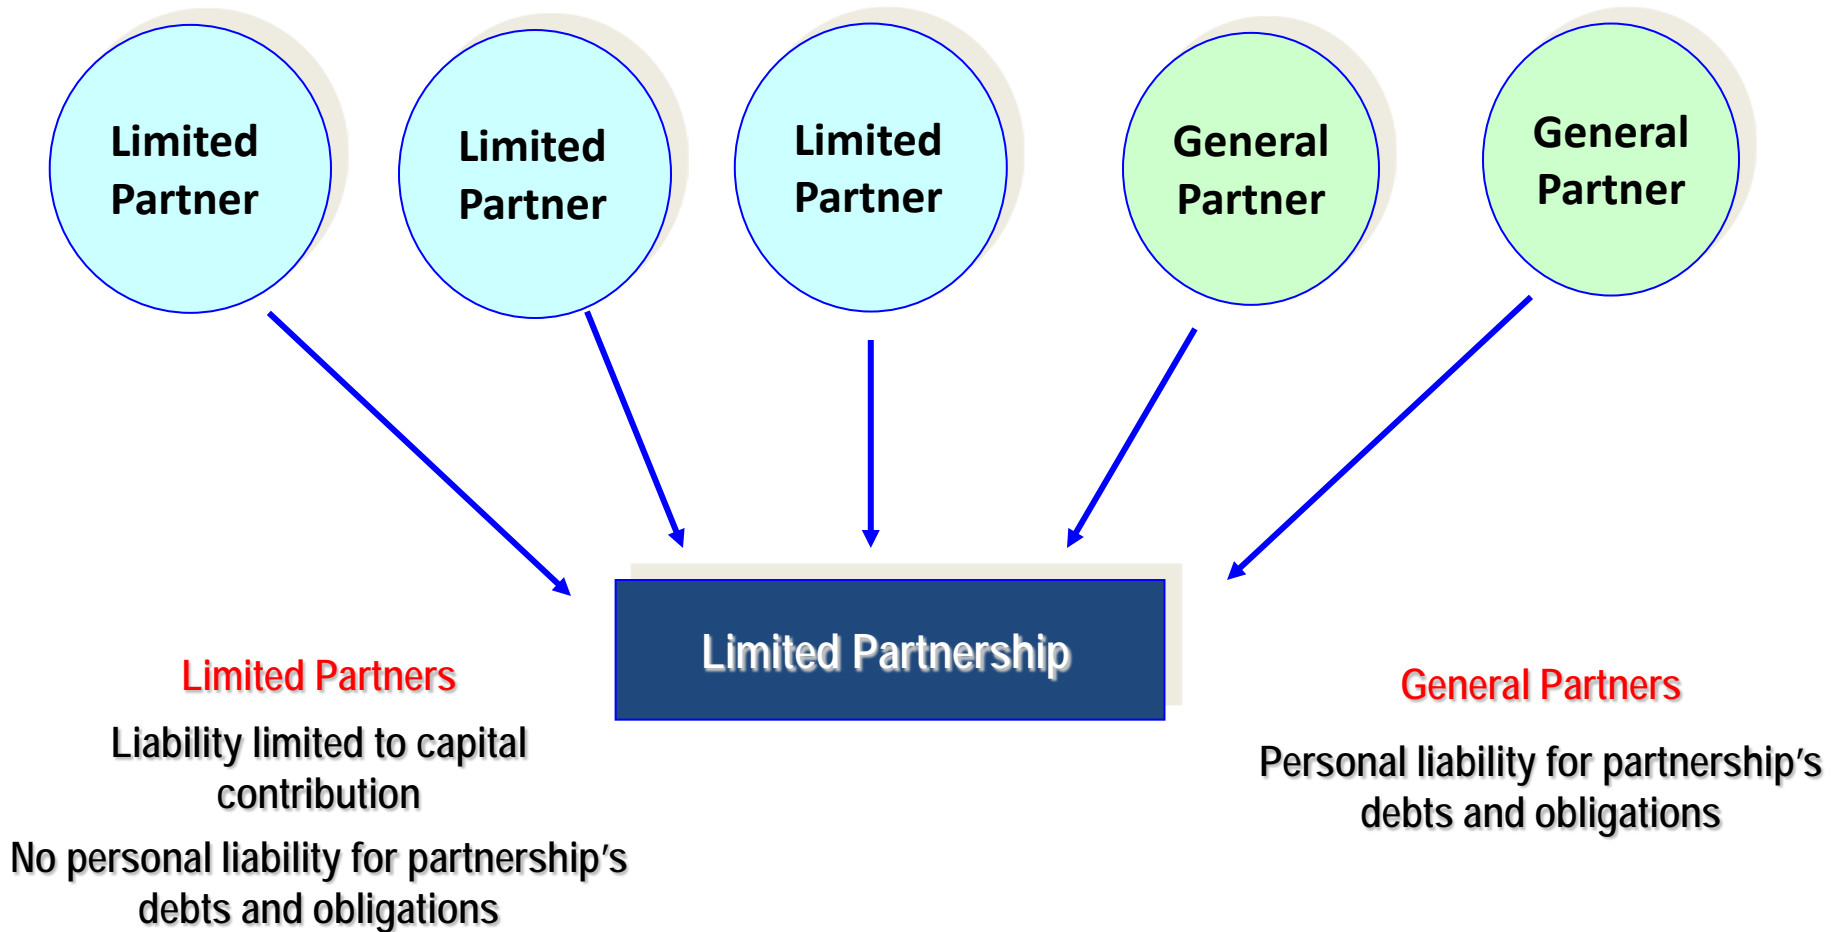 Limited
Partner
Limited
Partner
Limited
Partner
General
Partner
General
Partner
Limited Partnership
Limited Partners
Liability limited to capital
contribution
No personal liability for partnership’s
debts and obligations
General Partners
Personal liability for partnership’s
debts and obligations